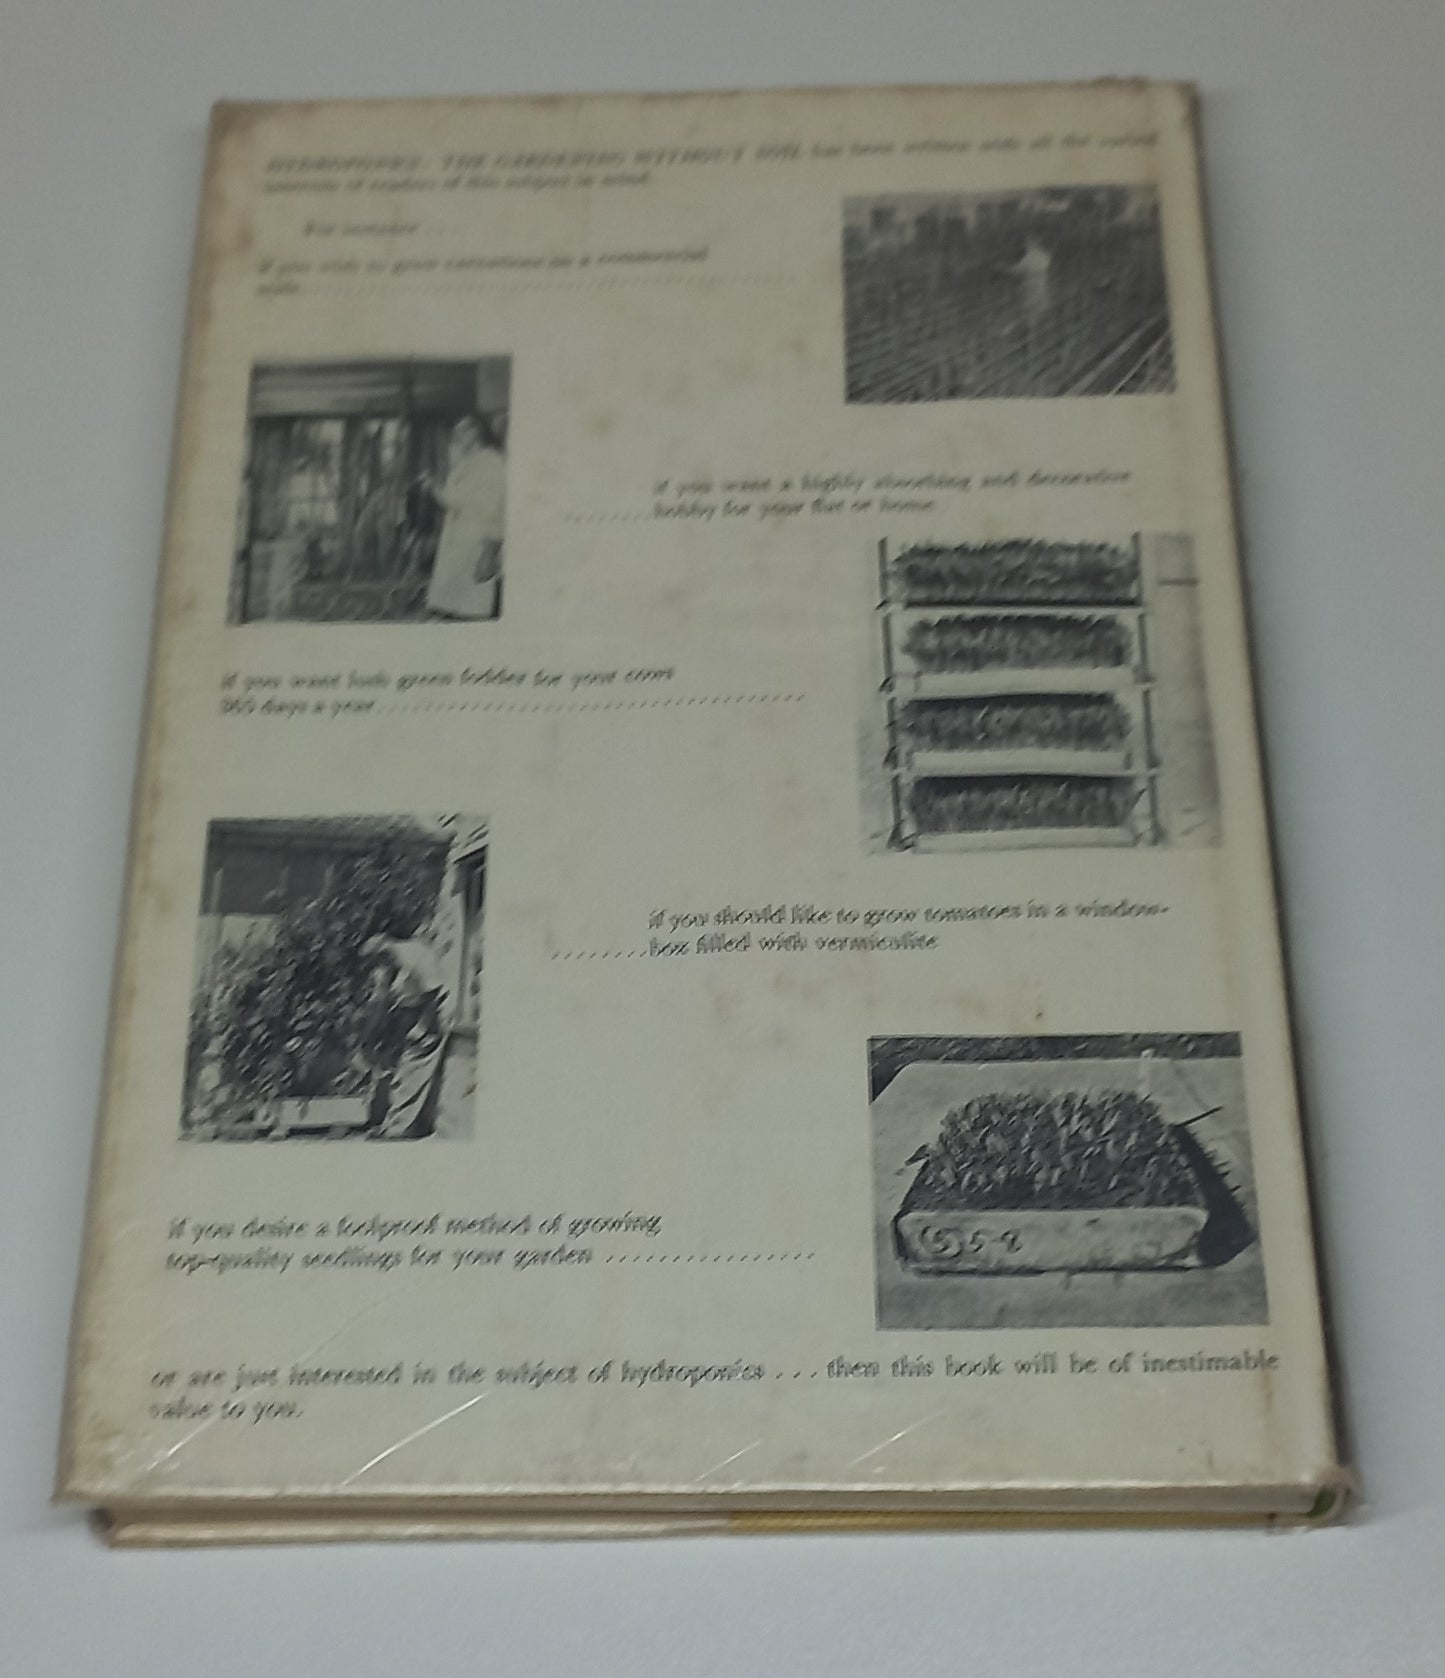 HYDROPONICS: THE GARDENING WITHOUT SOIL has been written with all the varied
interests of readers of this subject in mind.
For instance . . .
if you wish to grow carnations on a commercial
scale. . . . . . . . . . . . . . . . . . . . . . . . . . . . . . . . . . . .
if you want a highly absorbing and decorative
. . . . . . . .hobby for your flat or home
if you want lush green fodder for your cows
365 days a year. . . . . . . . . . . . . . . . . . . . . . . . . . . . . . . . . . . .
if you should like to grow tomatoes in a window-
. . . . . . . .box filled with vermiculite
if you desire a foolproof method of growing
top-quality seedlings for your garden . . . . . . . . . . . . . . . .
5-8
or are just interested in the subject of hydroponics . . . then this book will be of inestimable
value to you.